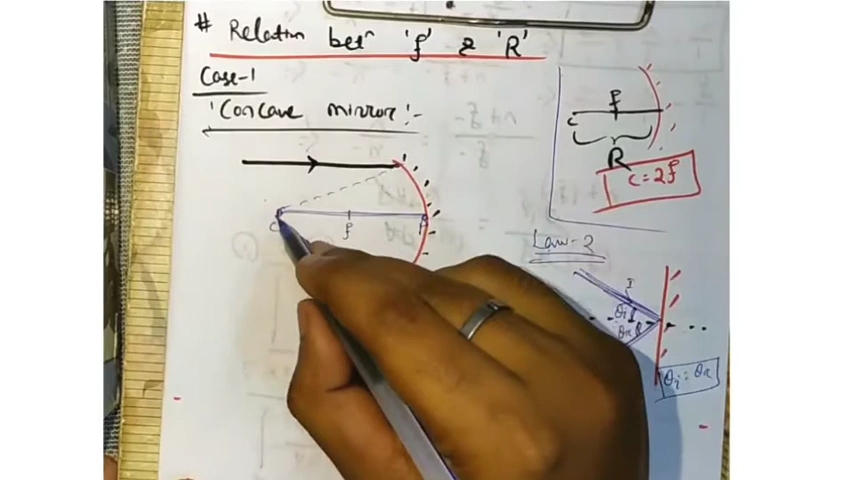 # Relation betn 'f' & 'R'
Case-1
'Concave mirror':-
C f P
f
C
R
C=2f
Law-2
I
θi
θr
θi = θr